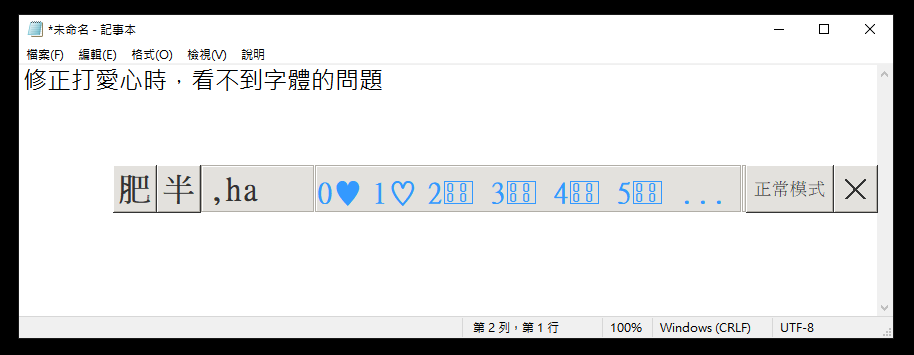 *未命名 - 記事本
檔案(F) 編輯(E) 格式(O) 檢視(V) 說明
修正打愛心時，看不到字體的問題
肥 半 ,ha 0♥ 1♡ 2 3 4 5 ... 正常模式
第 2 列，第 1 行 100% Windows (CRLF) UTF-8